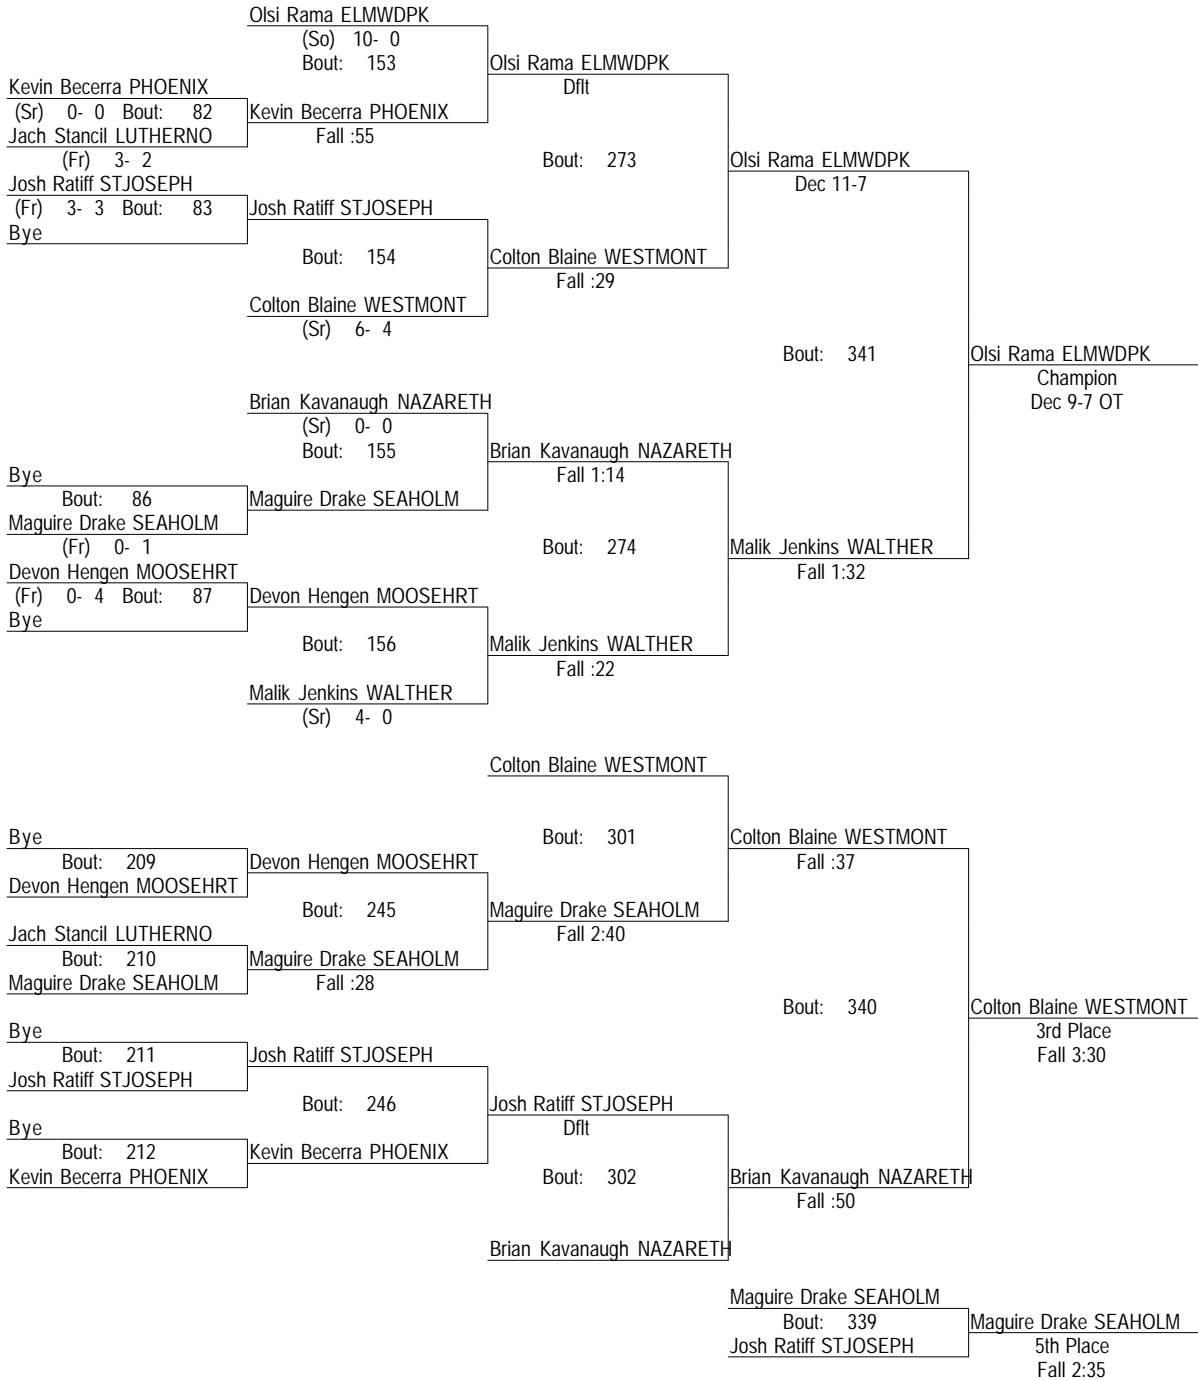 Olsi Rama ELMWDPK
(So) 10- 0
Bout: 153
Olsi Rama ELMWDPK
Dflt
Kevin Becerra PHOENIX
(Sr) 0- 0 Bout: 82
Kevin Becerra PHOENIX
Jach Stancil LUTHERNO
Fall :55
(Fr) 3- 2
Bout: 273
Olsi Rama ELMWDPK
Dec 11-7
Josh Ratiff STJOSEPH
(Fr) 3- 3 Bout: 83
Josh Ratiff STJOSEPH
Bye
Bout: 154
Colton Blaine WESTMONT
Fall :29
Colton Blaine WESTMONT
(Sr) 6- 4
Bout: 341
Olsi Rama ELMWDPK
Champion
Dec 9-7 OT
Brian Kavanaugh NAZARETH
(Sr) 0- 0
Bout: 155
Brian Kavanaugh NAZARETH
Fall 1:14
Bye
Bout: 86
Maguire Drake SEAHOLM
Maguire Drake SEAHOLM
(Fr) 0- 1
Bout: 274
Malik Jenkins WALTHER
Fall 1:32
Devon Hengen MOOSEHRT
(Fr) 0- 4 Bout: 87
Devon Hengen MOOSEHRT
Bye
Bout: 156
Malik Jenkins WALTHER
Fall :22
Malik Jenkins WALTHER
(Sr) 4- 0
Colton Blaine WESTMONT
Bye
Bout: 301
Colton Blaine WESTMONT
Fall :37
Bout: 209
Devon Hengen MOOSEHRT
Devon Hengen MOOSEHRT
Bout: 245
Maguire Drake SEAHOLM
Fall 2:40
Jach Stancil LUTHERNO
Bout: 210
Maguire Drake SEAHOLM
Maguire Drake SEAHOLM
Fall :28
Bout: 340
Colton Blaine WESTMONT
3rd Place
Fall 3:30
Bye
Bout: 211
Josh Ratiff STJOSEPH
Josh Ratiff STJOSEPH
Bout: 246
Josh Ratiff STJOSEPH
Dflt
Bye
Bout: 212
Kevin Becerra PHOENIX
Kevin Becerra PHOENIX
Bout: 302
Brian Kavanaugh NAZARETH
Fall :50
Brian Kavanaugh NAZARETH
Maguire Drake SEAHOLM
Bout: 339
Maguire Drake SEAHOLM
Josh Ratiff STJOSEPH
5th Place
Fall 2:35